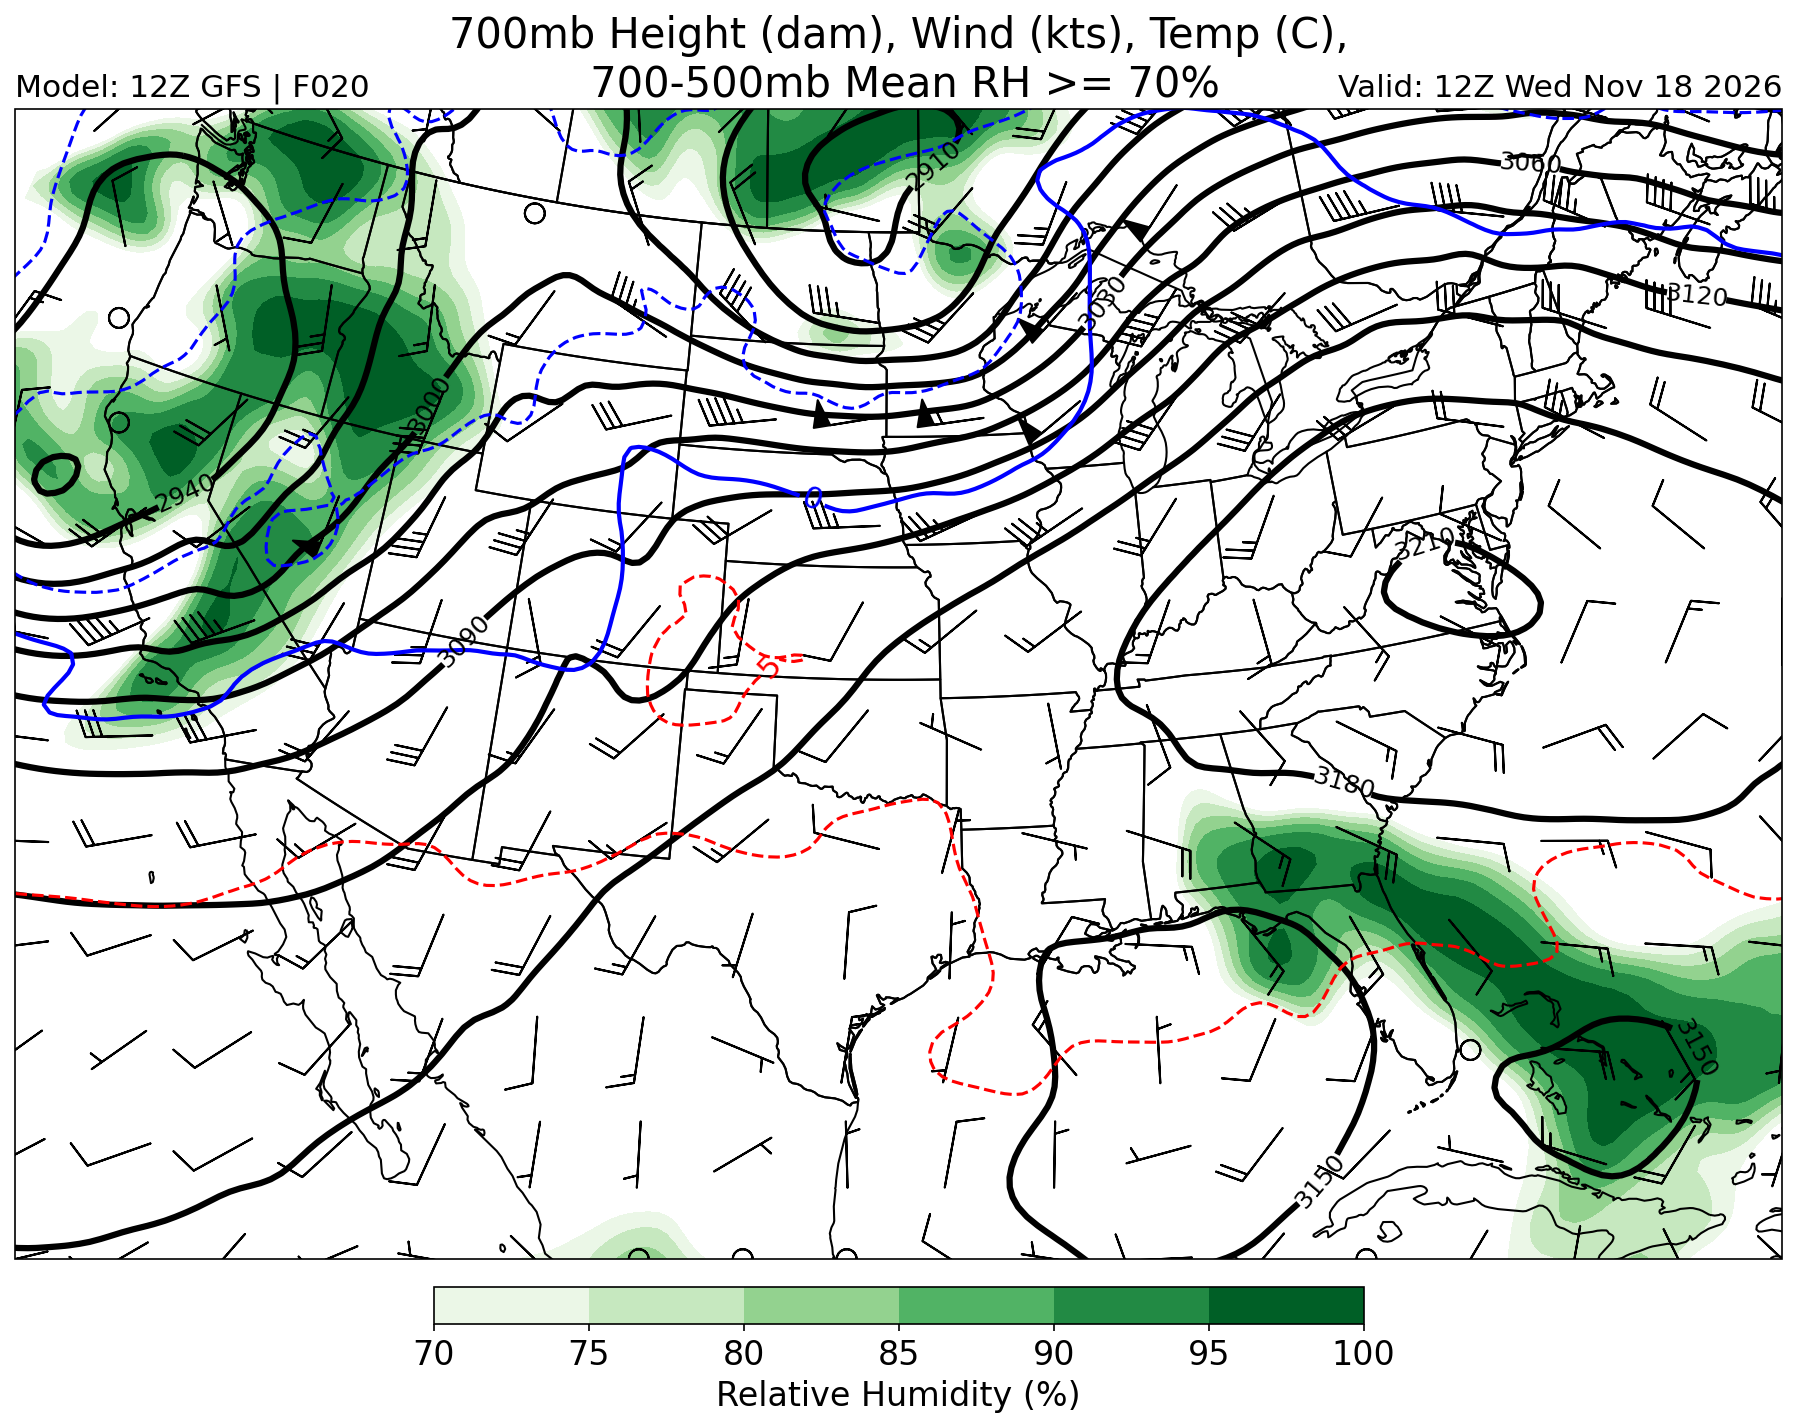 700mb Height (dam), Wind (kts), Temp (C),
700-500mb Mean RH >= 70%
Model: 12Z GFS | F020
Valid: 12Z Wed Nov 18 2026
2910
3060
3030
3120
3000
2940
0
3210
3090
5
3180
3150
3150
70 75 80 85 90 95 100
Relative Humidity (%)